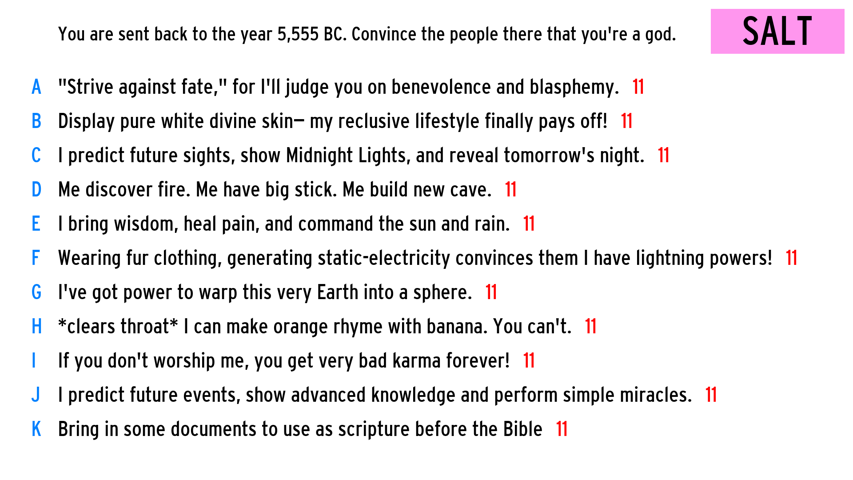 You are sent back to the year 5,555 BC. Convince the people there that you're a god.
SALT
A "Strive against fate," for I'll judge you on benevolence and blasphemy. 11
B Display pure white divine skin– my reclusive lifestyle finally pays off! 11
C I predict future sights, show Midnight Lights, and reveal tomorrow's night. 11
D Me discover fire. Me have big stick. Me build new cave. 11
E I bring wisdom, heal pain, and command the sun and rain. 11
F Wearing fur clothing, generating static-electricity convinces them I have lightning powers! 11
G I've got power to warp this very Earth into a sphere. 11
H *clears throat* I can make orange rhyme with banana. You can't. 11
I If you don't worship me, you get very bad karma forever! 11
J I predict future events, show advanced knowledge and perform simple miracles. 11
K Bring in some documents to use as scripture before the Bible 11